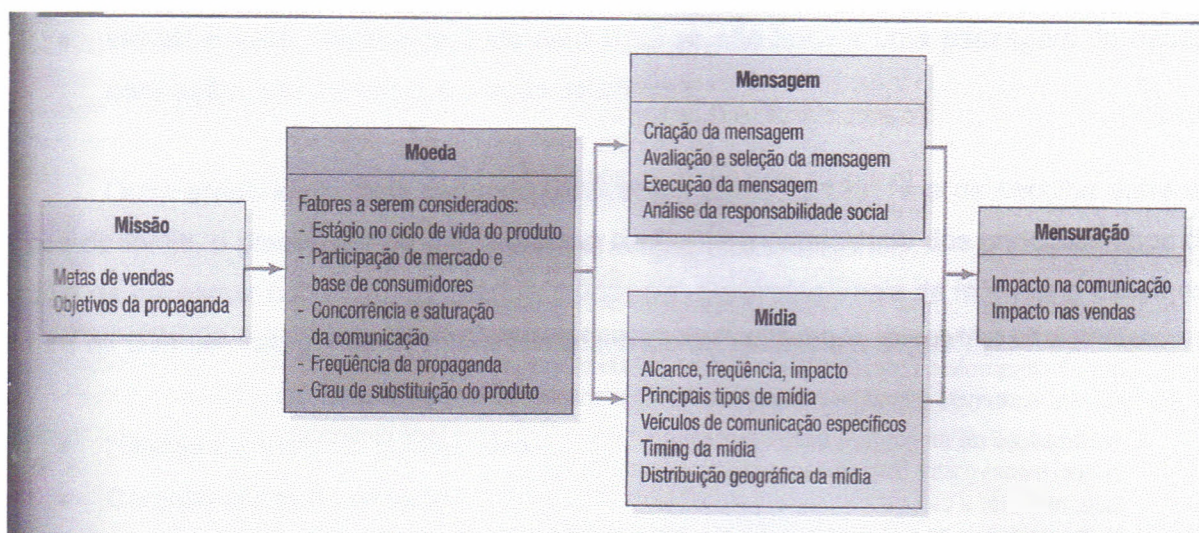 Missão
Metas de vendas
Objetivos da propaganda
Moeda
Fatores a serem considerados:
- Estágio no ciclo de vida do produto
- Participação de mercado e
base de consumidores
- Concorrência e saturação
da comunicação
- Freqüência da propaganda
- Grau de substituição do produto
Mensagem
Criação da mensagem
Avaliação e seleção da mensagem
Execução da mensagem
Análise da responsabilidade social
Mídia
Alcance, freqüência, impacto
Principais tipos de mídia
Veículos de comunicação específicos
Timing da mídia
Distribuição geográfica da mídia
Mensuração
Impacto na comunicação
Impacto nas vendas